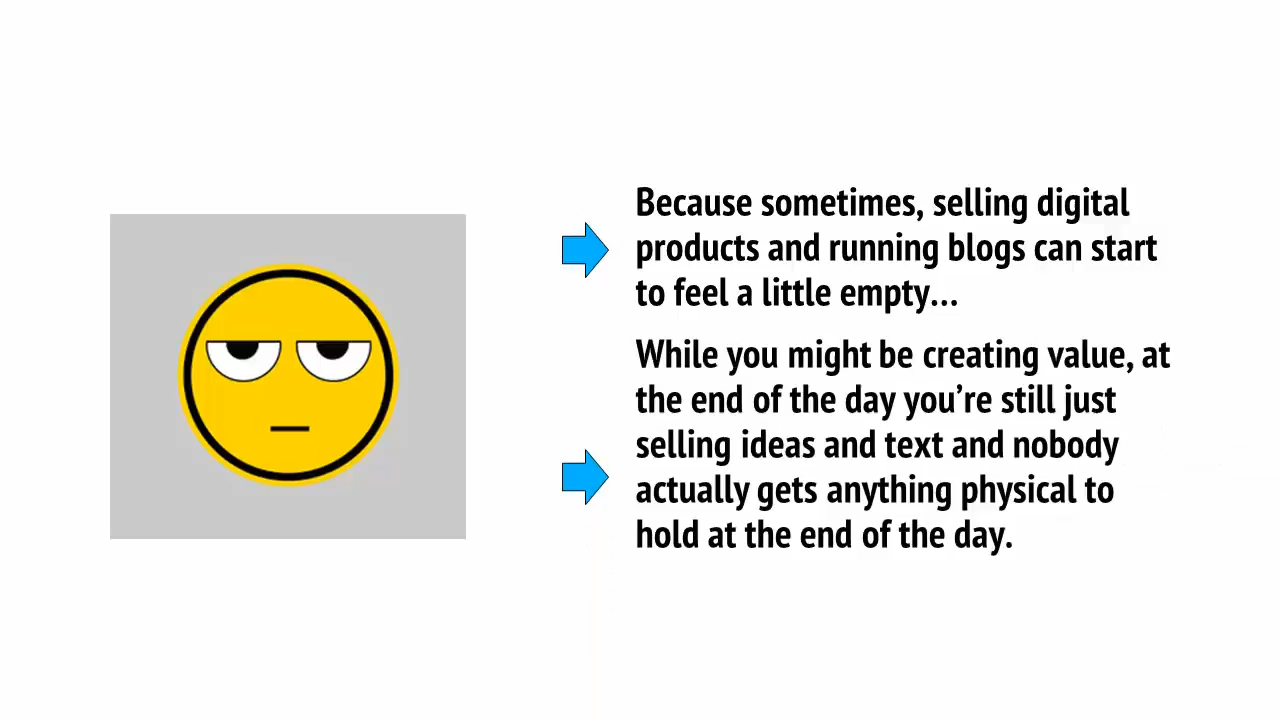 Because sometimes, selling digital
products and running blogs can start
to feel a little empty…
While you might be creating value, at
the end of the day you’re still just
selling ideas and text and nobody
actually gets anything physical to
hold at the end of the day.